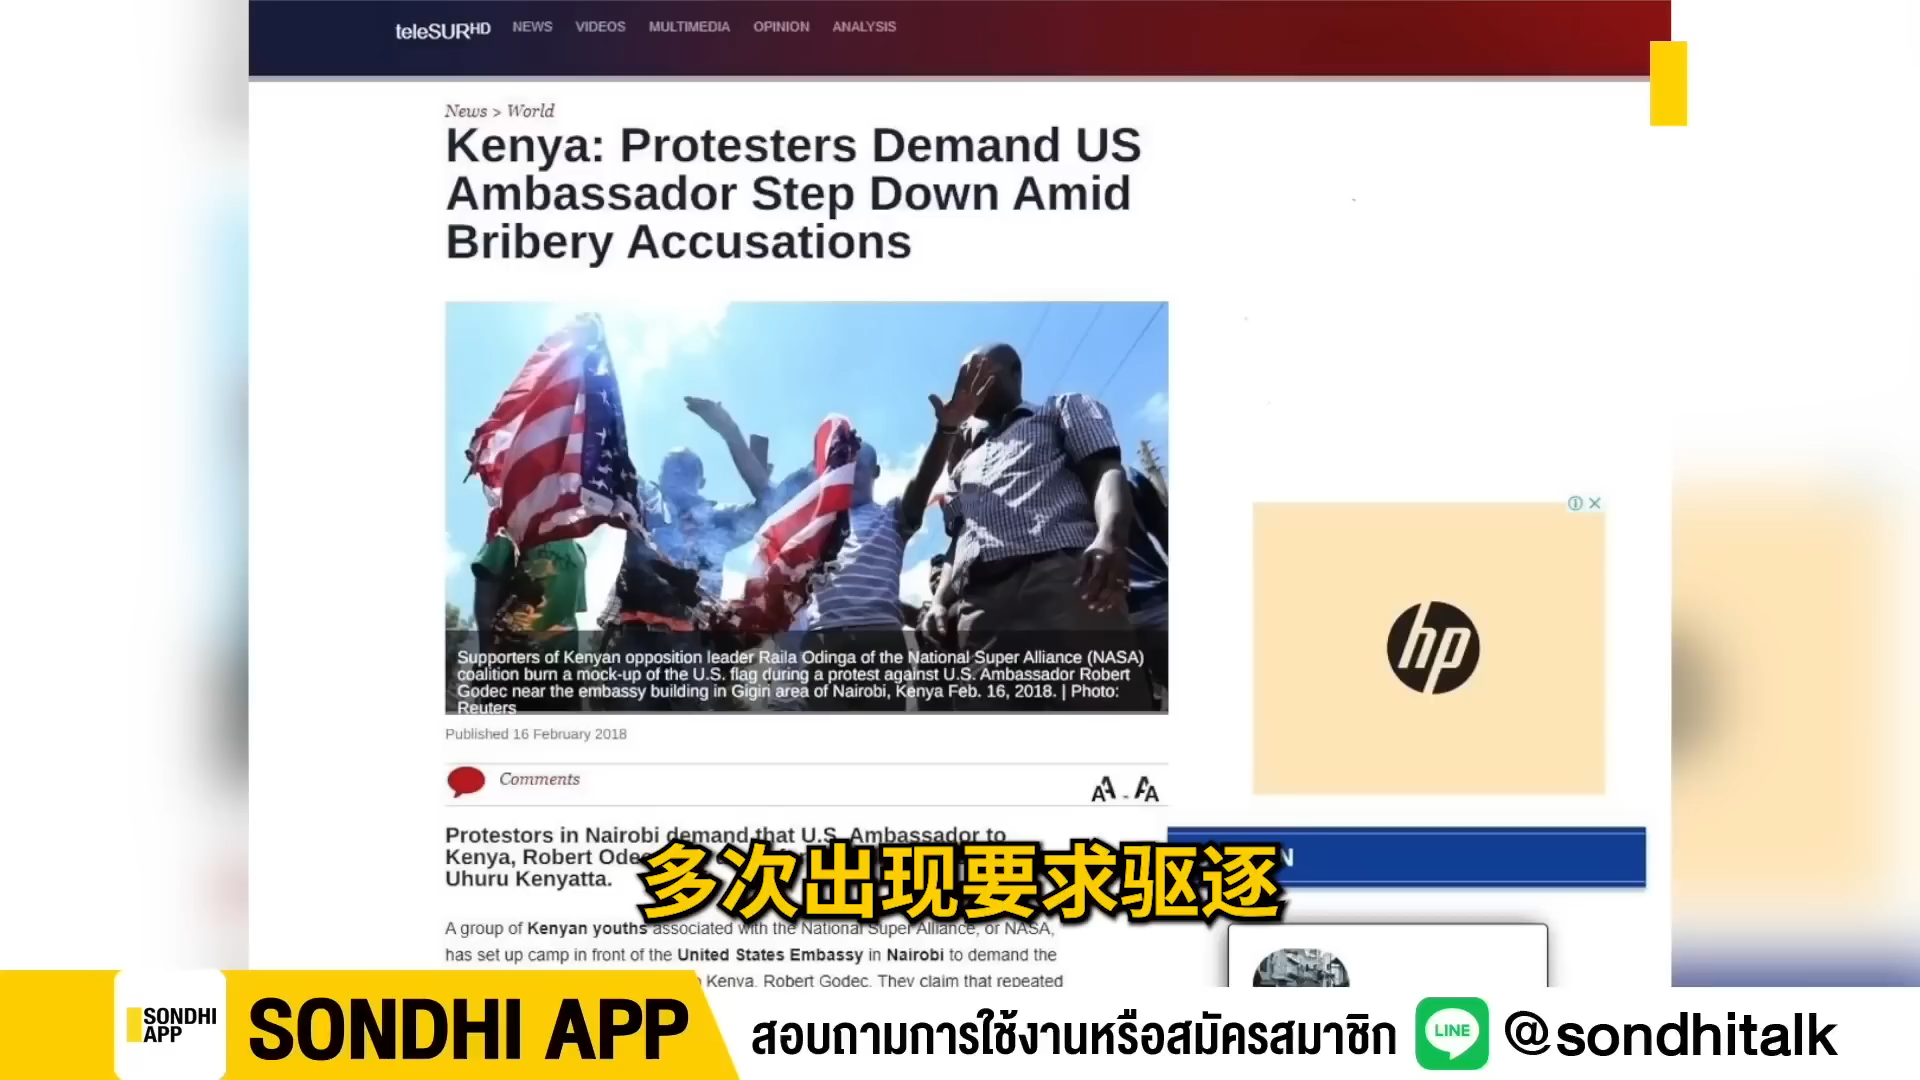 teleSURHD NEWS VIDEOS MULTIMEDIA OPINION ANALYSIS
News > World
Kenya: Protesters Demand US
Ambassador Step Down Amid
Bribery Accusations
Supporters of Kenyan opposition leader Raila Odinga of the National Super Alliance (NASA)
coalition burn a mock-up of the U.S. flag during a protest against U.S. Ambassador Robert
Godec near the embassy building in Gigiri area of Nairobi, Kenya Feb. 16, 2018. | Photo:
Reuters
Published 16 February 2018
Comments
AA - AA
hp
Protestors in Nairobi demand that U.S. Ambassador to
Kenya, Robert
Uhuru Kenyatta.
多次出现要求驱逐
A group of Kenyan youths associated with the National Super Alliance, or NASA,
has set up camp in front of the United States Embassy in Nairobi to demand the
Kenya, Robert Godec. They claim that repeated
SONDHI
APP
SONDHI APP
สอบถามการใช้งานหรือสมัครสมาชิก
LINE
@sondhitalk